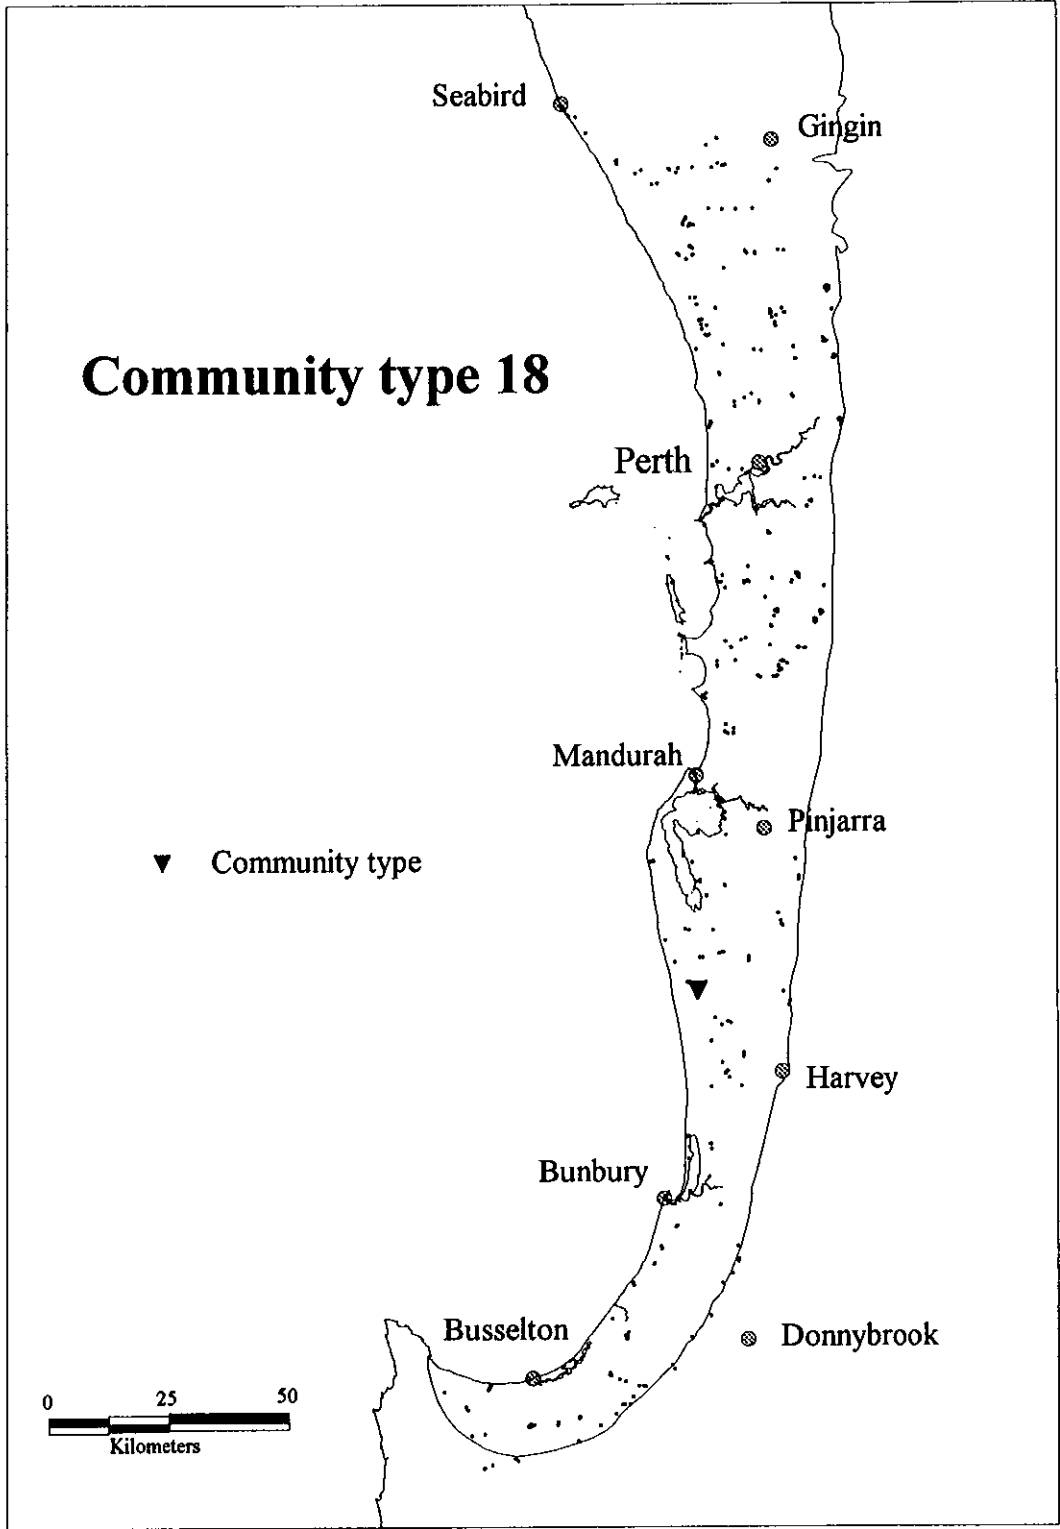 Seabird
Gingin
Community type 18
Perth
Mandurah
Pinjarra
Community type
Harvey
Bunbury
Busselton
Donnybrook
0 25 50
Kilometers